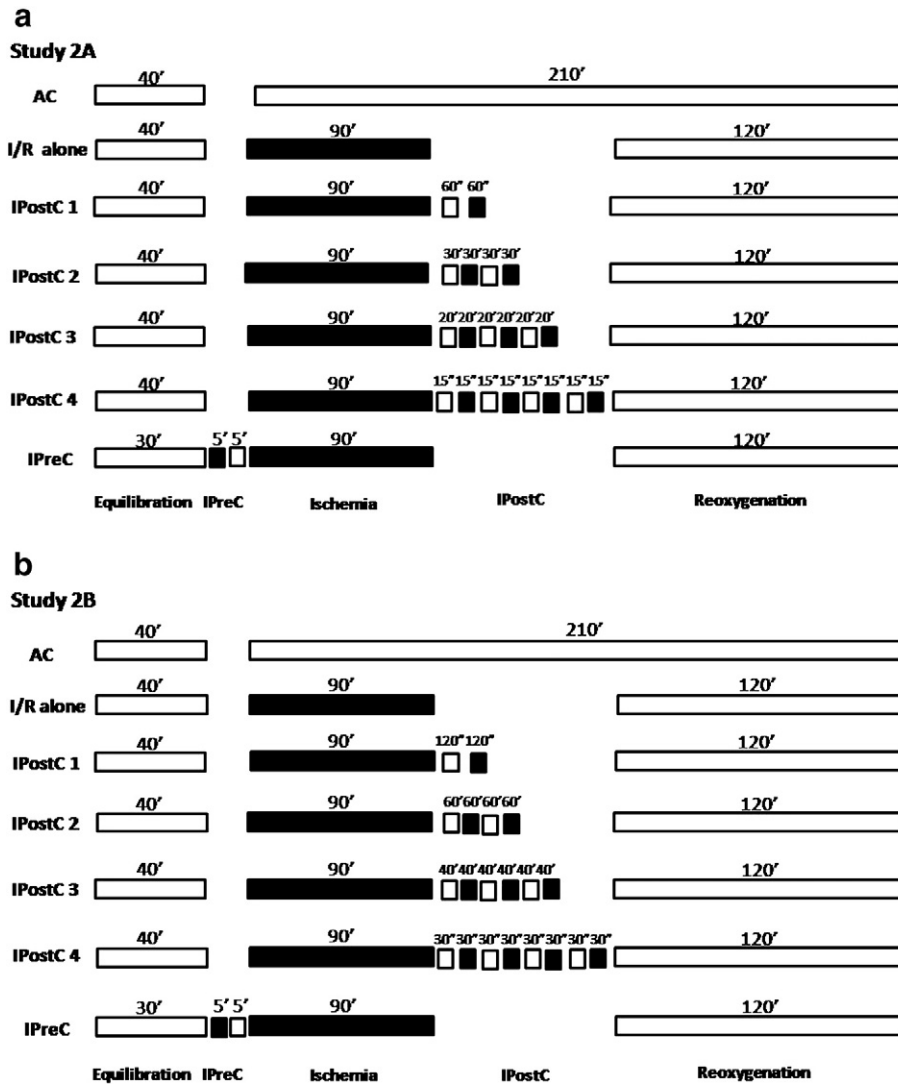 a
Study 2A
40′ 210′
AC
40′ 90′ 120′
I/R alone
40′ 90′ 60″ 60″ 120′
IPostC 1
40′ 90′ 30′30′30′30′ 120′
IPostC 2
40′ 90′ 20′20′20′20′20′20′ 120′
IPostC 3
40′ 90′ 15″15″15″15″15″15″15″15″ 120′
IPostC 4
30′ 5′ 5′ 90′ 120′
IPreC
Equilibration IPreC Ischemia IPostC Reoxygenation
b
Study 2B
40′ 210′
AC
40′ 90′ 120′
I/R alone
40′ 90′ 120″120″ 120′
IPostC 1
40′ 90′ 60′60′60′60′ 120′
IPostC 2
40′ 90′ 40′40′40′40′40′40′ 120′
IPostC 3
40′ 90′ 30″30″30″30″30″30″30″30″ 120′
IPostC 4
30′ 5′ 5′ 90′ 120′
IPreC
Equilibration IPreC Ischemia IPostC Reoxygenation